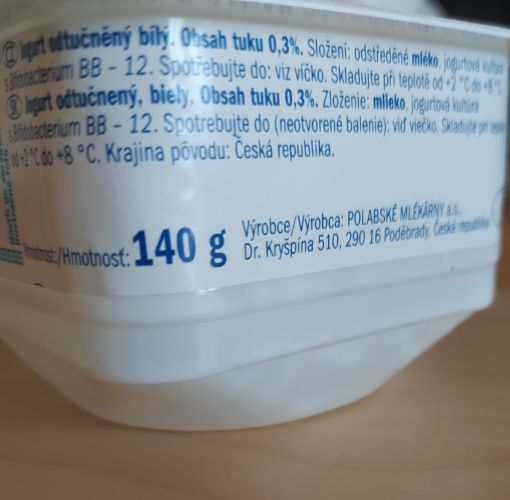 Jogurt odtučněný bílý. Obsah tuku 0,3%. Složení: odstředěné mléko, jogurtová kultura
s Bifidobacterium BB - 12. Spotřebujte do: viz víčko. Skladujte při teplotě od +2 °C do +8 °C.
Jogurt odtučnený, biely. Obsah tuku 0,3%. Zloženie: mlieko, jogurtová kultúra
s Bifidobacterium BB - 12. Spotrebujte do (neotvorené balenie): viď viečko. Skladujte pri
od +2 °C do +8 °C. Krajina pôvodu: Česká republika.
Hmotnost:/Hmotnosť: 140 g
Výrobce/Výrobca: POLABSKÉ MLÉKÁRNY a.s.,
Dr. Kryšpína 510, 290 16 Poděbrady, Česká republika